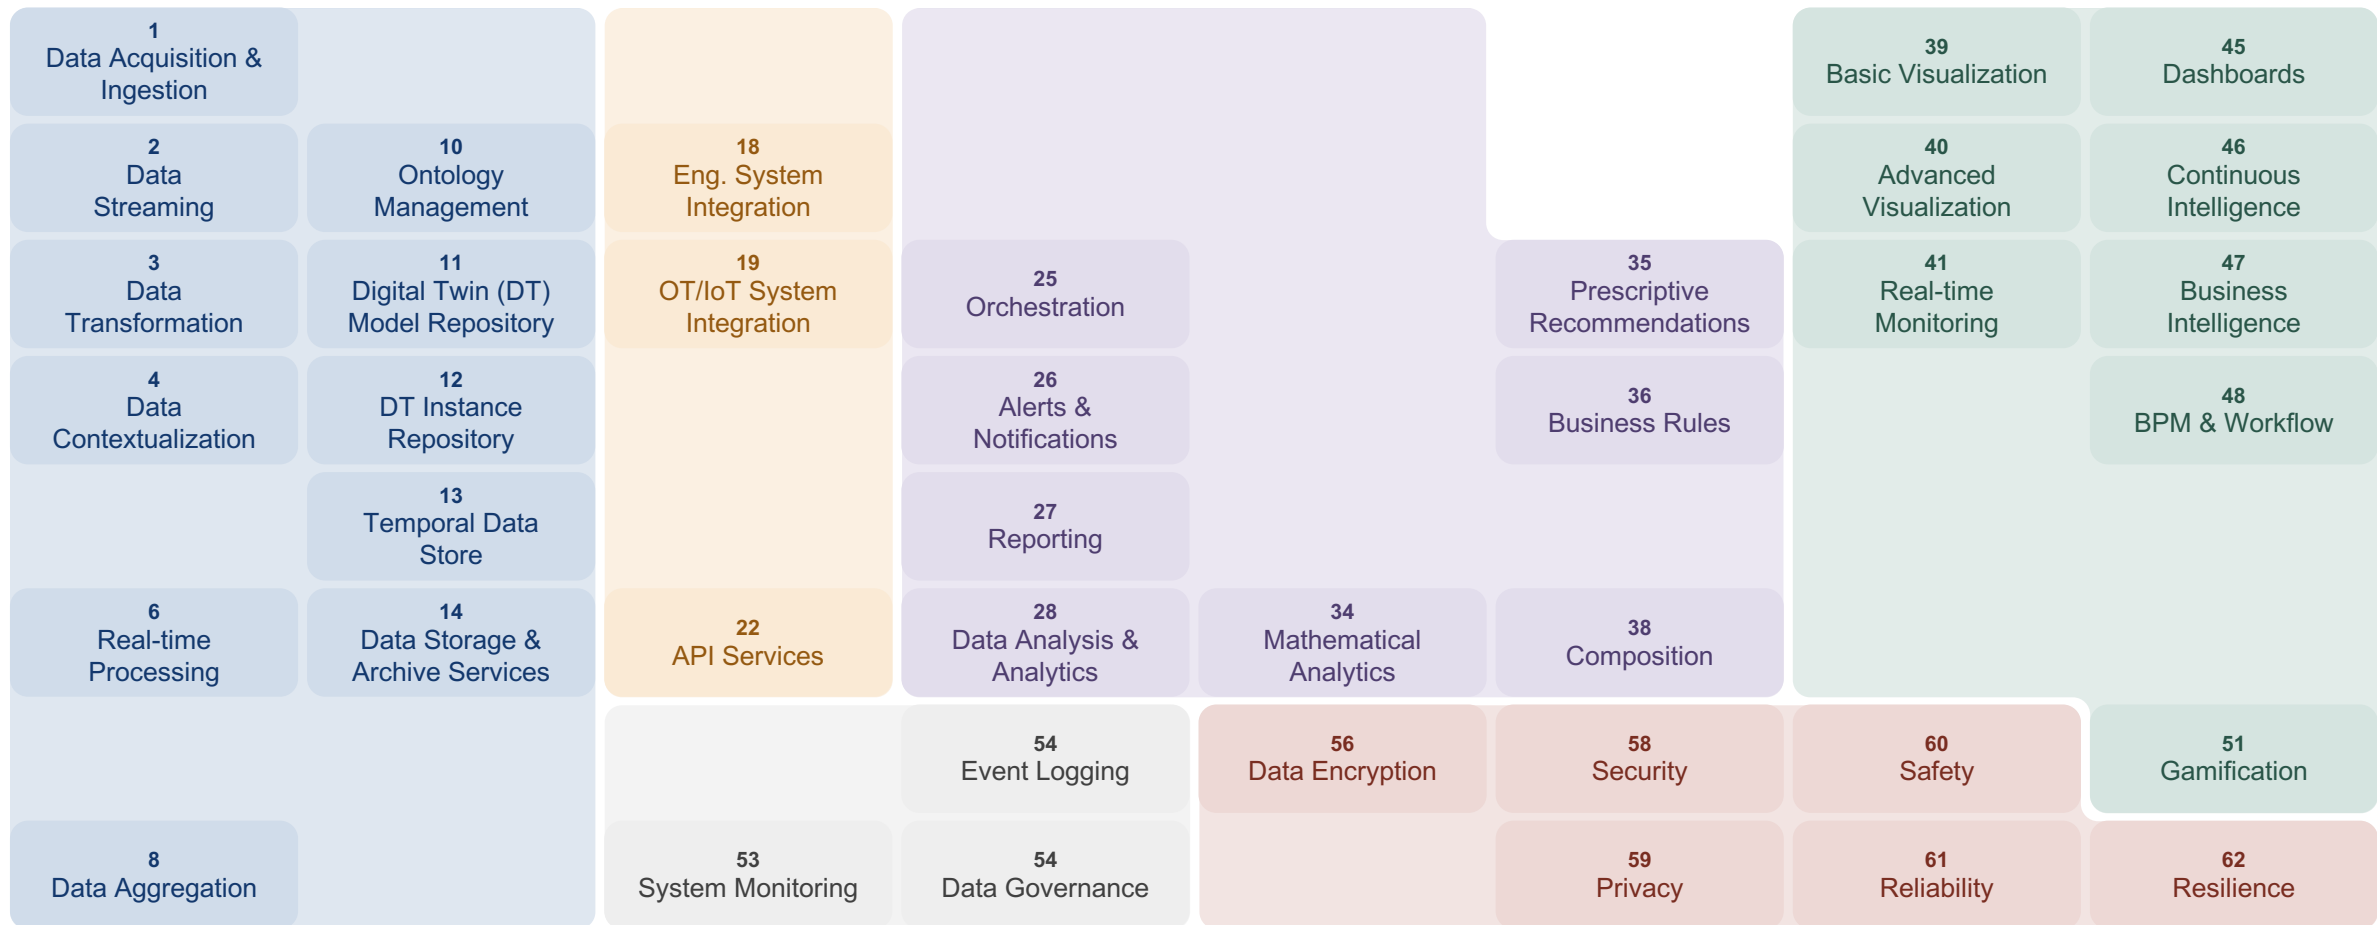 1
Data Acquisition &
Ingestion
39
Basic Visualization
45
Dashboards
2
Data
Streaming
10
Ontology
Management
18
Eng. System
Integration
40
Advanced
Visualization
46
Continuous
Intelligence
3
Data
Transformation
11
Digital Twin (DT)
Model Repository
19
OT/IoT System
Integration
25
Orchestration
35
Prescriptive
Recommendations
41
Real-time
Monitoring
47
Business
Intelligence
4
Data
Contextualization
12
DT Instance
Repository
26
Alerts &
Notifications
36
Business Rules
48
BPM & Workflow
13
Temporal Data
Store
27
Reporting
6
Real-time
Processing
14
Data Storage &
Archive Services
22
API Services
28
Data Analysis &
Analytics
34
Mathematical
Analytics
38
Composition
54
Event Logging
56
Data Encryption
58
Security
60
Safety
51
Gamification
8
Data Aggregation
53
System Monitoring
54
Data Governance
59
Privacy
61
Reliability
62
Resilience